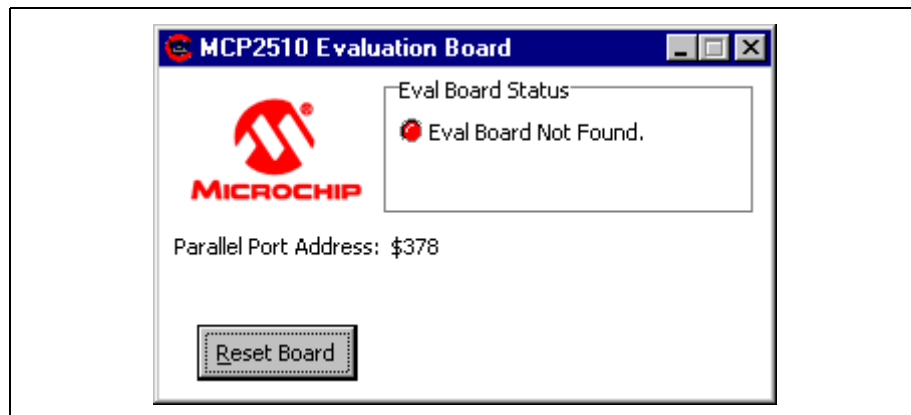 MCP2510 Evaluation Board
Eval Board Status
Eval Board Not Found.
MICROCHIP
Parallel Port Address: $378
Reset Board